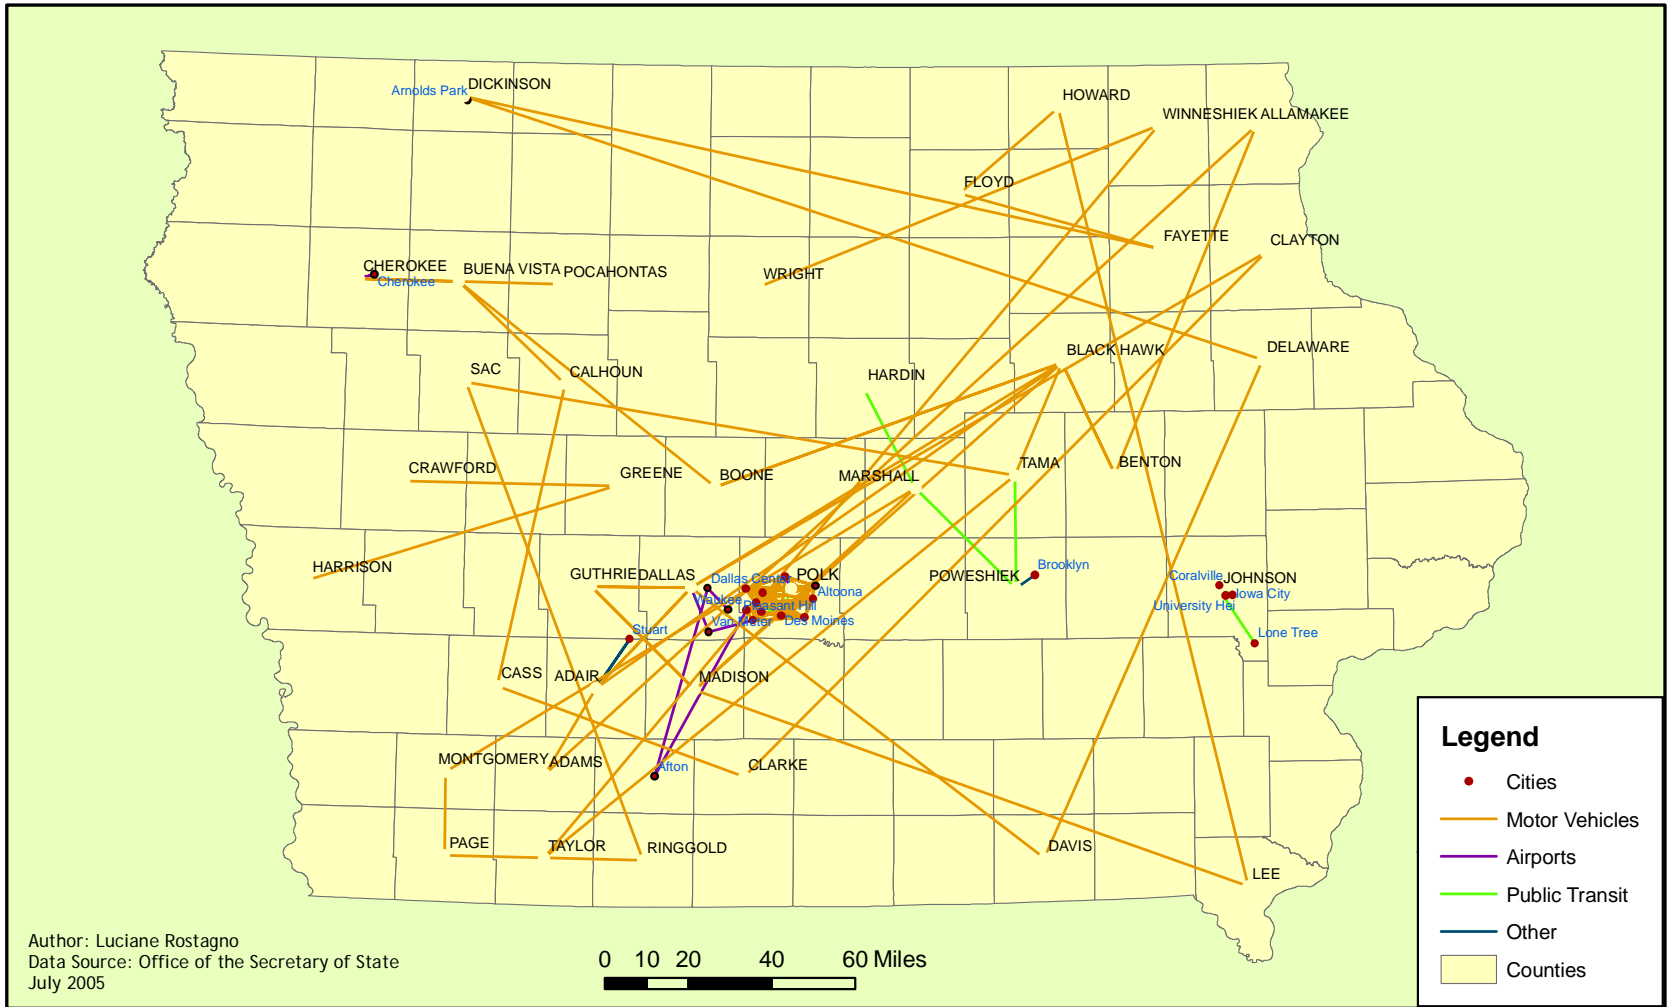 DICKINSON
Arnolds Park
HOWARD
WINNESHIEK ALLAMAKEE
FLOYD
FAYETTE
CLAYTON
CHEROKEE
Cherokee
BUENA VISTA
POCAHONTAS
WRIGHT
BLACK HAWK
DELAWARE
SAC
CALHOUN
HARDIN
CRAWFORD
GREENE
BOONE
MARSHALL
TAMA
BENTON
HARRISON
GUTHRIE
DALLAS
Dallas Center
POLK
Altoona
POWESHIEK
Brooklyn
Coralville
JOHNSON
Iowa City
University Hei
Waukee
Pleasant Hill
Van Meter
Des Moines
Stuart
Lone Tree
CASS
ADAIR
MADISON
MONTGOMERY
ADAMS
Afton
CLARKE
PAGE
TAYLOR
RINGGOLD
DAVIS
LEE
Legend
Cities
Motor Vehicles
Airports
Public Transit
Other
Counties
Author: Luciane Rostagno
Data Source: Office of the Secretary of State
July 2005
0 10 20 40 60 Miles